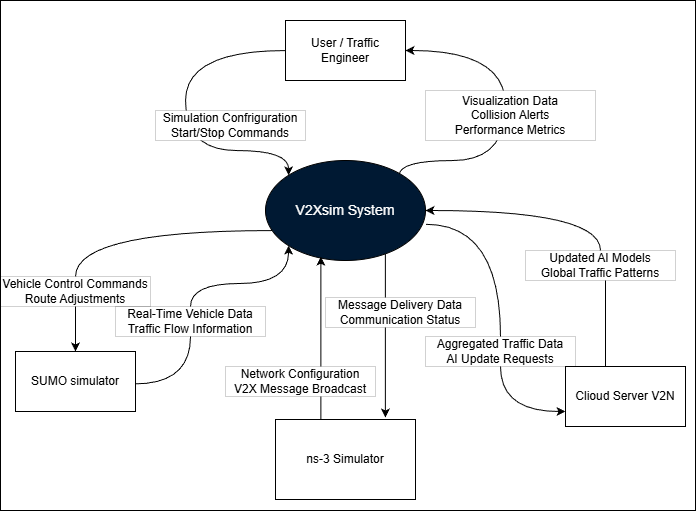 User / Traffic
Engineer
Simulation Confriguration
Start/Stop Commands
Visualization Data
Collision Alerts
Performance Metrics
V2Xsim System
Vehicle Control Commands
Route Adjustments
Updated AI Models
Global Traffic Patterns
Real-Time Vehicle Data
Traffic Flow Information
Message Delivery Data
Communication Status
Aggregated Traffic Data
AI Update Requests
Network Configuration
V2X Message Broadcast
SUMO simulator
Clioud Server V2N
ns-3 Simulator